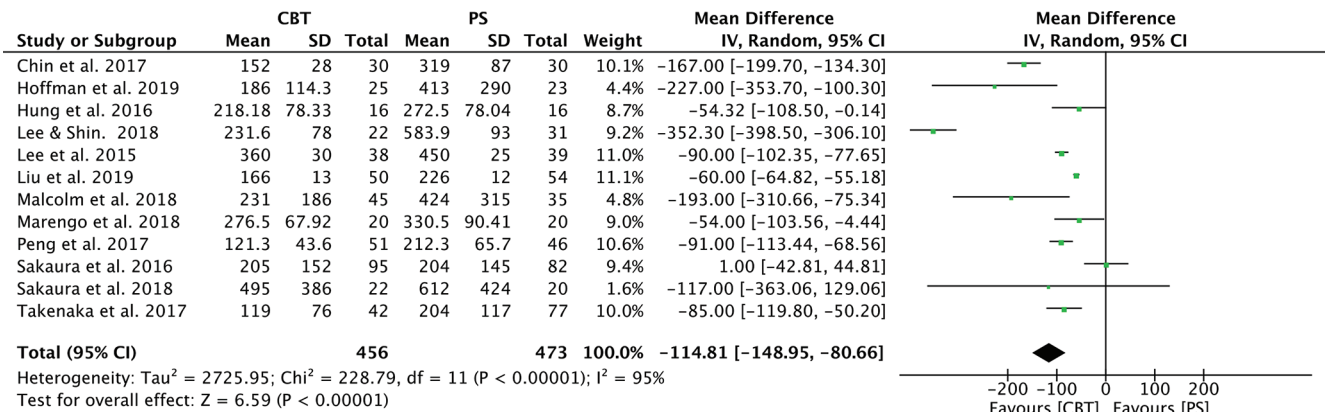 CBT PS Mean Difference Mean Difference
Study or Subgroup Mean SD Total Mean SD Total Weight IV, Random, 95% CI IV, Random, 95% CI
Chin et al. 2017 152 28 30 319 87 30 10.1% −167.00 [−199.70, −134.30]
Hoffman et al. 2019 186 114.3 25 413 290 23 4.4% −227.00 [−353.70, −100.30]
Hung et al. 2016 218.18 78.33 16 272.5 78.04 16 8.7% −54.32 [−108.50, −0.14]
Lee & Shin. 2018 231.6 78 22 583.9 93 31 9.2% −352.30 [−398.50, −306.10]
Lee et al. 2015 360 30 38 450 25 39 11.0% −90.00 [−102.35, −77.65]
Liu et al. 2019 166 13 50 226 12 54 11.1% −60.00 [−64.82, −55.18]
Malcolm et al. 2018 231 186 45 424 315 35 4.8% −193.00 [−310.66, −75.34]
Marengo et al. 2018 276.5 67.92 20 330.5 90.41 20 9.0% −54.00 [−103.56, −4.44]
Peng et al. 2017 121.3 43.6 51 212.3 65.7 46 10.6% −91.00 [−113.44, −68.56]
Sakaura et al. 2016 205 152 95 204 145 82 9.4% 1.00 [−42.81, 44.81]
Sakaura et al. 2018 495 386 22 612 424 20 1.6% −117.00 [−363.06, 129.06]
Takenaka et al. 2017 119 76 42 204 117 77 10.0% −85.00 [−119.80, −50.20]
Total (95% CI) 456 473 100.0% −114.81 [−148.95, −80.66]
Heterogeneity: Tau² = 2725.95; Chi² = 228.79, df = 11 (P < 0.00001); I² = 95%
Test for overall effect: Z = 6.59 (P < 0.00001)
−200 −100 0 100 200
Favours [CBT] Favours [PS]